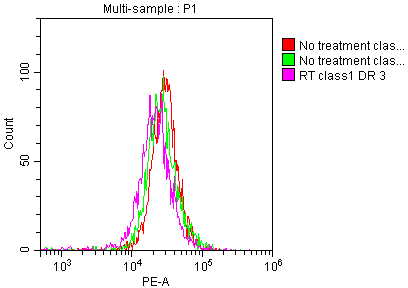 Multi-sample : P1
No treatment clas...
No treatment clas...
RT class1 DR 3
100
50
0
Count
10³ 10⁴ 10⁵ 10⁶
PE-A